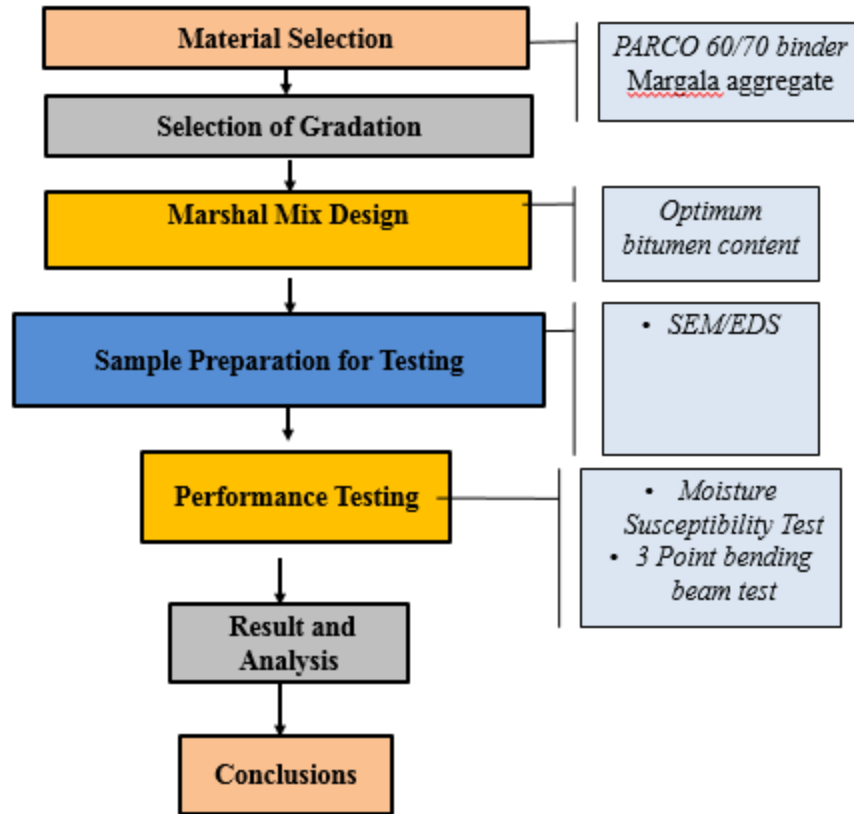 Material Selection
PARCO 60/70 binder
Margala aggregate
Selection of Gradation
Marshal Mix Design
Optimum
bitumen content
Sample Preparation for Testing
• SEM/EDS
Performance Testing
• Moisture
Susceptibility Test
• 3 Point bending
beam test
Result and
Analysis
Conclusions